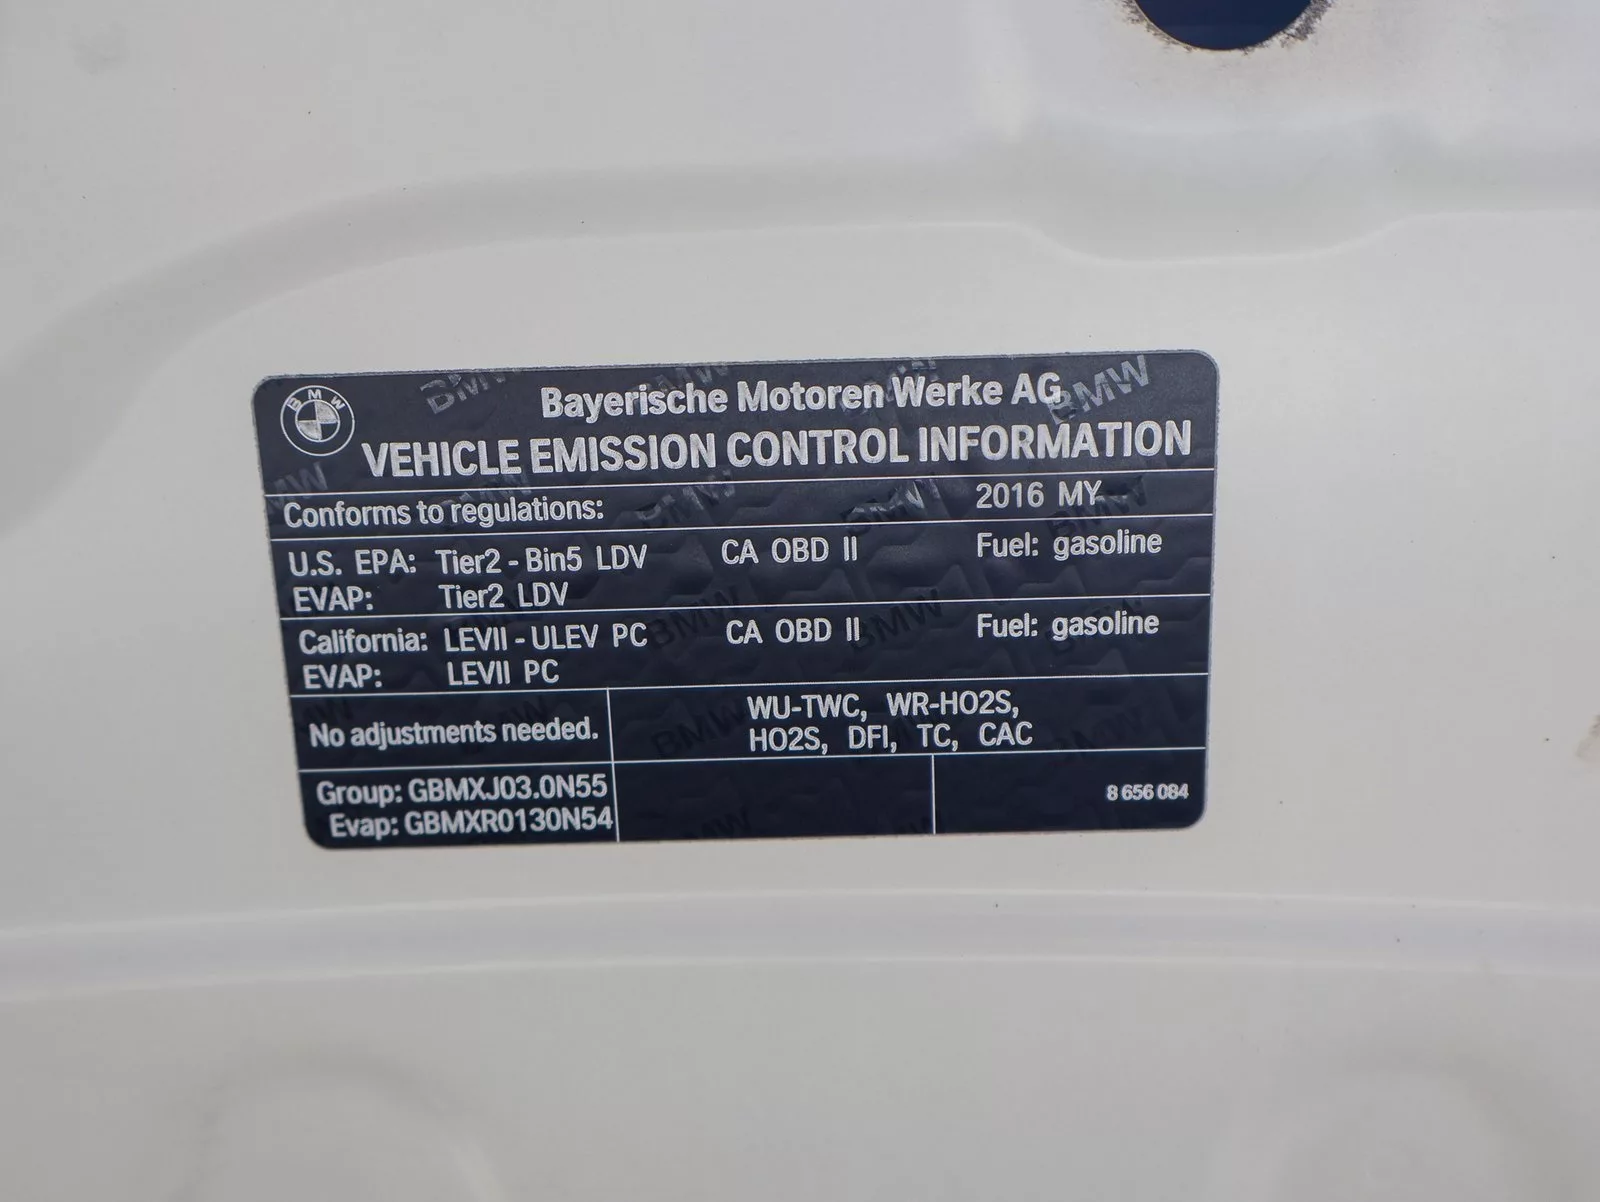 BMW
Bayerische Motoren Werke AG
VEHICLE EMISSION CONTROL INFORMATION
Conforms to regulations: 2016 MY
U.S. EPA: Tier2 - Bin5 LDV CA OBD II Fuel: gasoline
EVAP: Tier2 LDV
California: LEVII - ULEV PC CA OBD II Fuel: gasoline
EVAP: LEVII PC
No adjustments needed.
WU-TWC, WR-HO2S,
HO2S, DFI, TC, CAC
Group: GBMXJ03.0N55
Evap: GBMXR0130N54
8 656 084